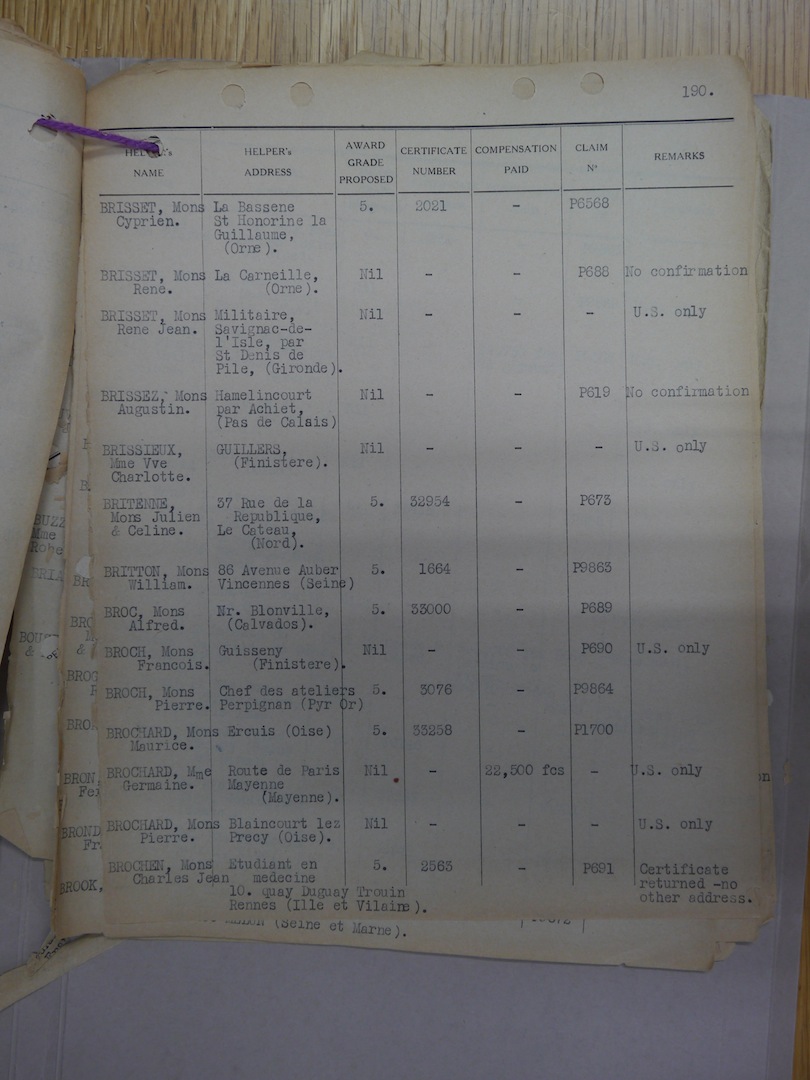 190.
HELPER's NAME HELPER's ADDRESS AWARD GRADE PROPOSED CERTIFICATE NUMBER COMPENSATION PAID CLAIM N° REMARKS
BRISSET, Mons La Bassene 5. 2021 - P6568
Cyprien. St Honorine la
Guillaume,
(Orne).
BRISSET, Mons La Carneille, Nil - - P688 No confirmation
Rene. (Orne).
BRISSET, Mons Militaire, Nil - - - U.S. only
Rene Jean. Savignac-de-
l'Isle, par
St Denis de
Pile, (Gironde).
BRISSEZ, Mons Hamelincourt Nil - - P619 No confirmation
Augustin. par Achiet,
(Pas de Calais)
BRISSIEUX, GUILLERS, Nil - - - U.S. only
Mme Vve (Finistere).
Charlotte.
BRITENNE, 37 Rue de la 5. 32954 - P673
Mons Julien Republique,
& Celine. Le Cateau,
(Nord).
BRITTON, Mons 86 Avenue Auber 5. 1664 - P9863
William. Vincennes (Seine)
BROC, Mons Nr. Blonville, 5. 33000 - P689
Alfred. (Calvados).
BROCH, Mons Guisseny Nil - - P690 U.S. only
Francois. (Finistere).
BROCH, Mons Chef des ateliers 5. 3076 - P9864
Pierre. Perpignan (Pyr Or)
BROCHARD, Mons Ercuis (Oise) 5. 33258 - P1700
Maurice.
BROCHARD, Mme Route de Paris Nil - 22,500 fcs - U.S. only
Germaine. Mayenne
(Mayenne).
BROCHARD, Mons Blaincourt lez Nil - - - U.S. only
Pierre. Precy (Oise).
BROCHEN, Mons Etudiant en 5. 2563 - P691 Certificate
Charles Jean medecine returned -no
10. quay Duguay Trouin other address.
Rennes (Ille et Vilaine).
(Seine et Marne).
BUZZ
Mme
BROOK,